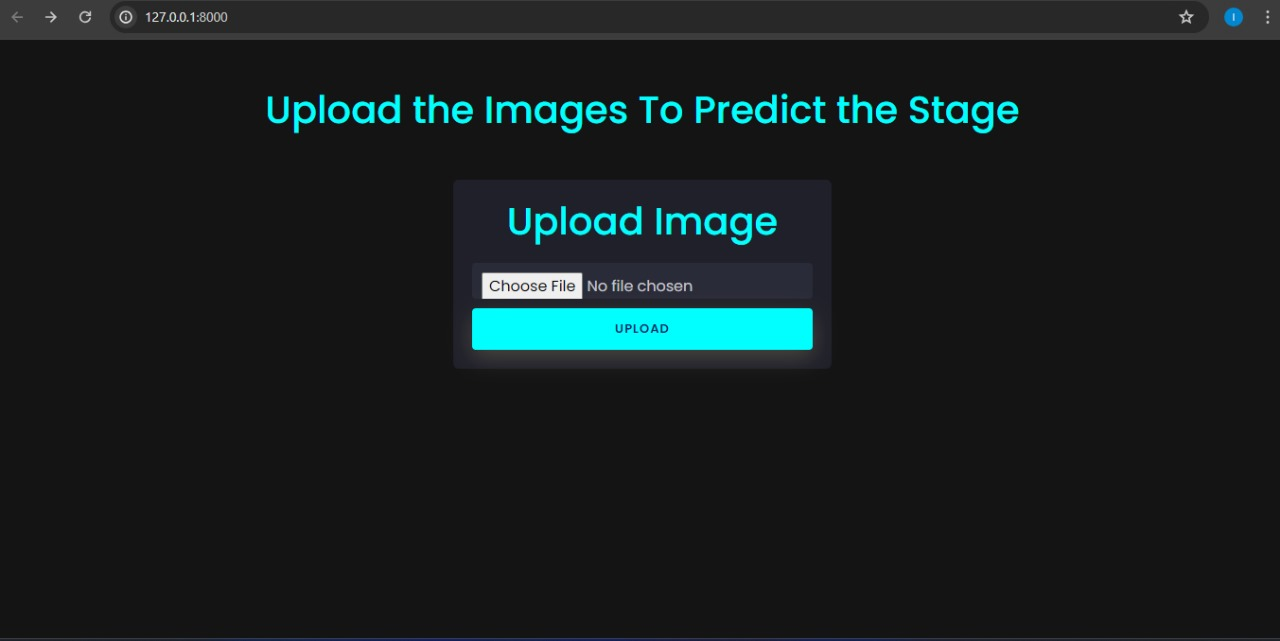 127.0.0.1:8000
I
Upload the Images To Predict the Stage
Upload Image
Choose File No file chosen
UPLOAD